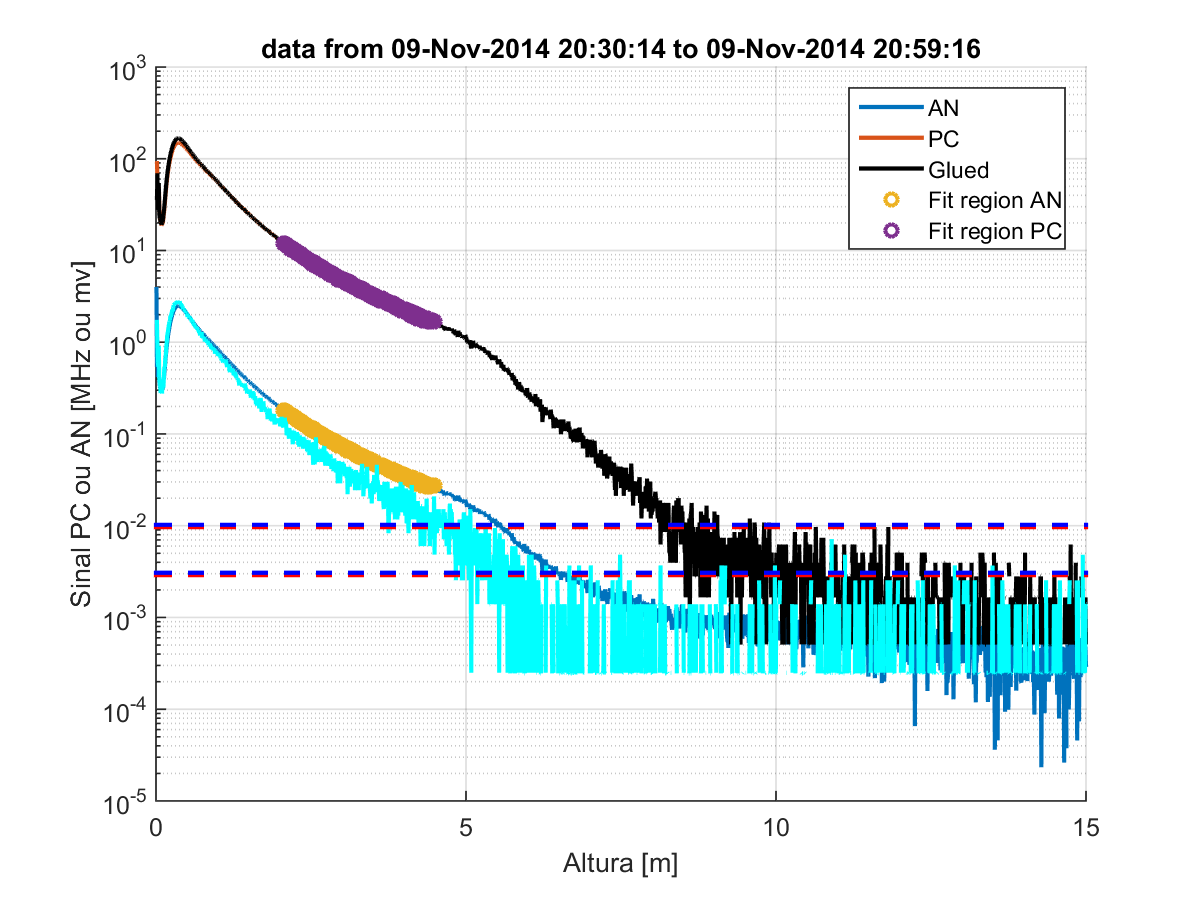 data from 09-Nov-2014 20:30:14 to 09-Nov-2014 20:59:16
Sinal PC ou AN [MHz ou mv]
10^3
10^2
10^1
10^0
10^-1
10^-2
10^-3
10^-4
10^-5
AN
PC
Glued
Fit region AN
Fit region PC
0 5 10 15
Altura [m]